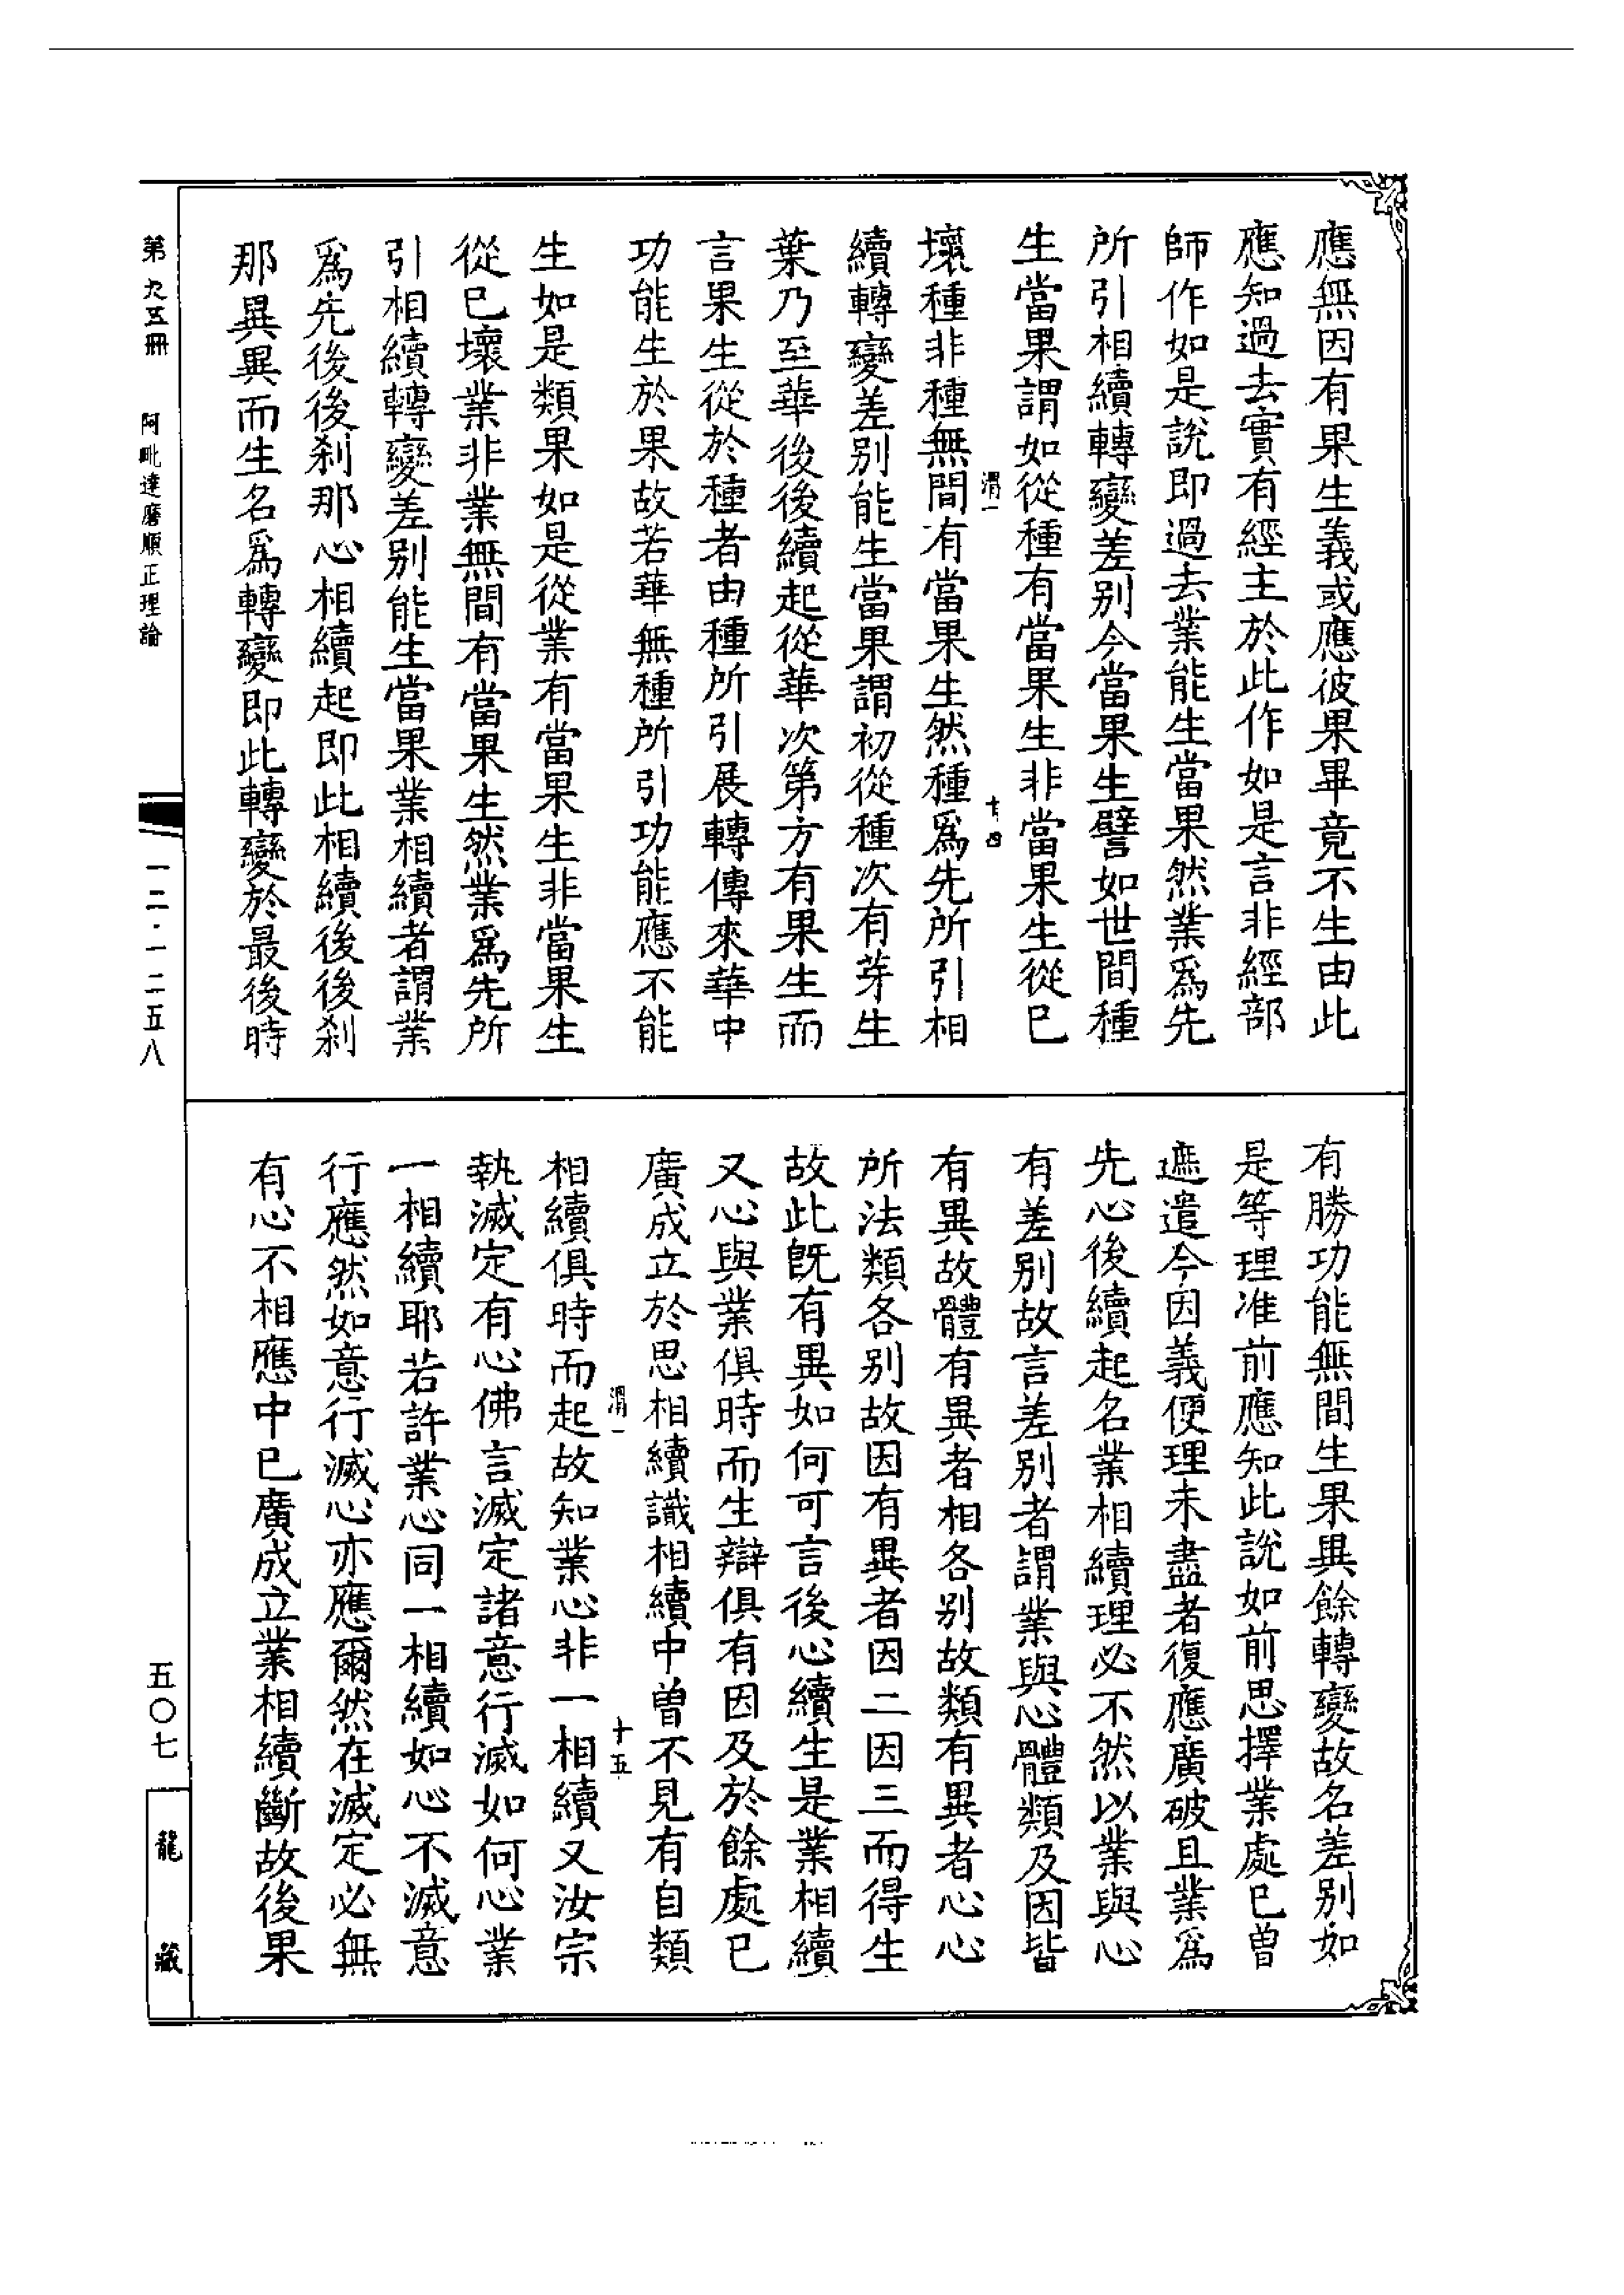 應無因有果生義或應彼果畢竟不生由此
應知過去實有經主於此作如是言非經部
師作如是說即過去業能生當果然業爲先
所引相續轉變差别今當果生譬如世間種
生當果謂如從種有當果生非當果生從巳
渭一
十四
壞種非種無間有當果生然種爲先所引相
續轉變差别能生當果謂初從種次有芽生
葉乃至華後後續起從華次第方有果生而
言果生從於種者由種所引展轉傳來華中
功能生於果故若華無種所引功能應不能
生如是類果如是從業有當果生非當果生
從巳壞業非業無間有當果生然業爲先所
引相續轉變差别能生當果業相續者謂業
爲先後後刹那心相續起即此相續後後刹
那異異而生名爲轉變即此轉變於最後時
有勝功能無間生果異餘轉變故名差别如
是等理准前應知此說如前思擇業處巳曾
遮遣今因義便理未盡者復應廣破且業爲
先心後續起名業相續理必不然以業與心
有差别故言差别者謂業與心體類及因皆
有異故體有異者相各别故類有異者心心
所法類各别故因有異者因二因三而得生
故此旣有異如何可言後心續生是業相續
又心與業俱時而生辯俱有因及於餘處巳
廣成立於思相續識相續中曾不見有自類
渭一
十五
相續俱時而起故知業心非一相續又汝宗
執滅定有心佛言滅定諸意行滅如何心業
一相續耶若許業心同一相續如心不滅意
行應然如意行滅心亦應爾然在滅定必無
有心不相應中巳廣成立業相續斷故後果
第九五冊　阿毗達磨順正理論
一二·一二五八
五〇七
龍藏